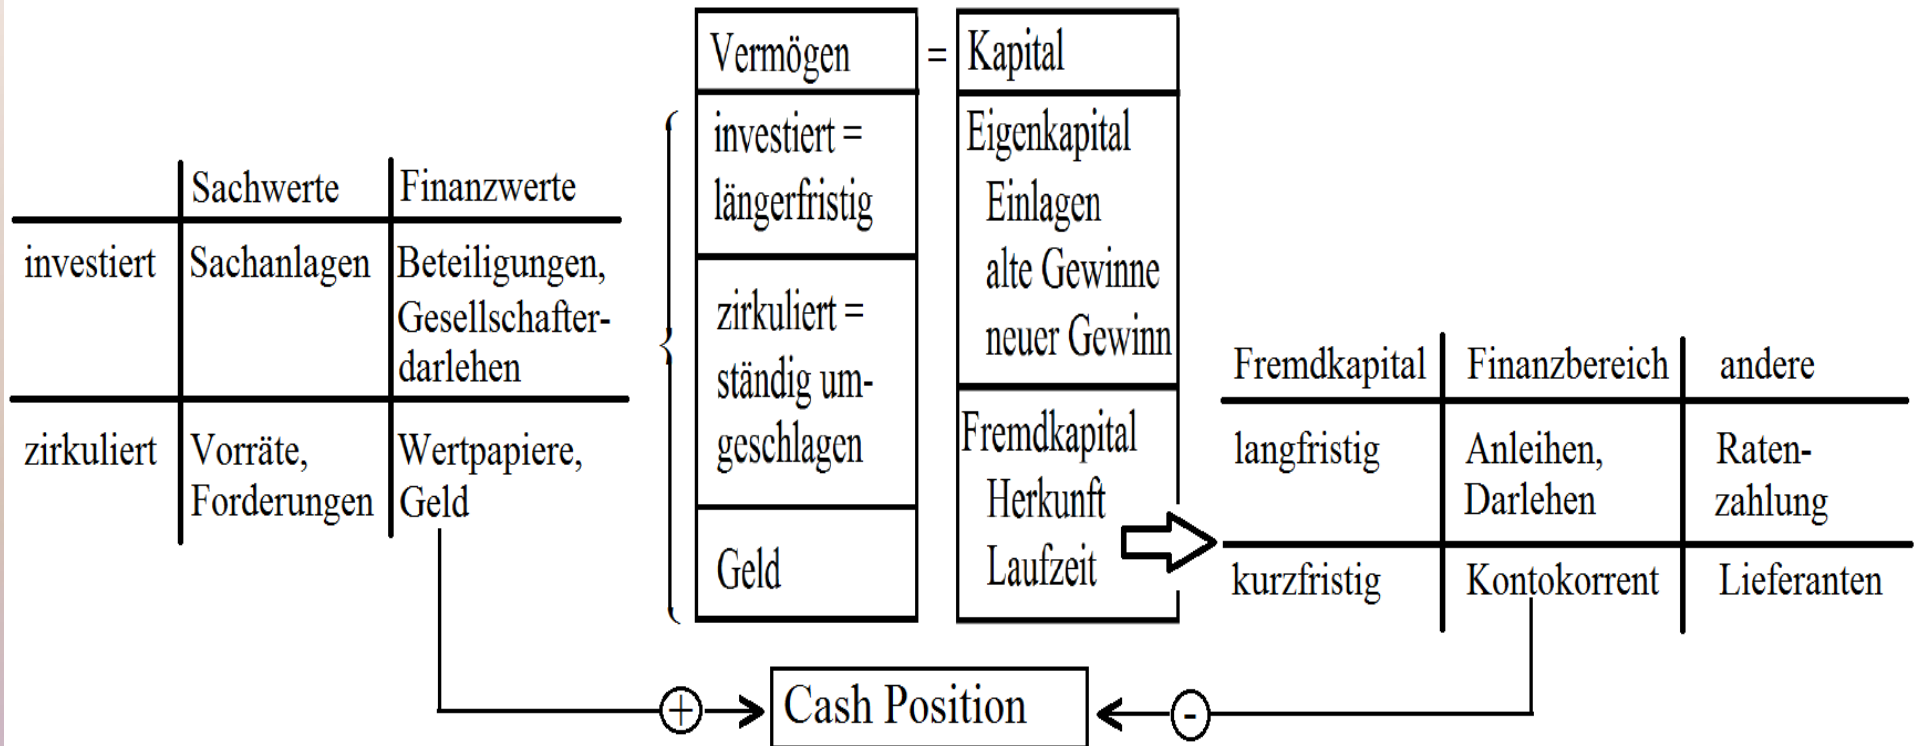 Vermögen = Kapital
investiert =
längerfristig
zirkuliert =
ständig um-
geschlagen
Geld
Eigenkapital
Einlagen
alte Gewinne
neuer Gewinn
Fremdkapital
Herkunft
Laufzeit
Sachwerte Finanzwerte
investiert Sachanlagen Beteiligungen,
Gesellschafter-
darlehen
zirkuliert Vorräte, Wertpapiere,
Forderungen Geld
Fremdkapital Finanzbereich andere
langfristig Anleihen, Raten-
Darlehen zahlung
kurzfristig Kontokorrent Lieferanten
+ Cash Position -